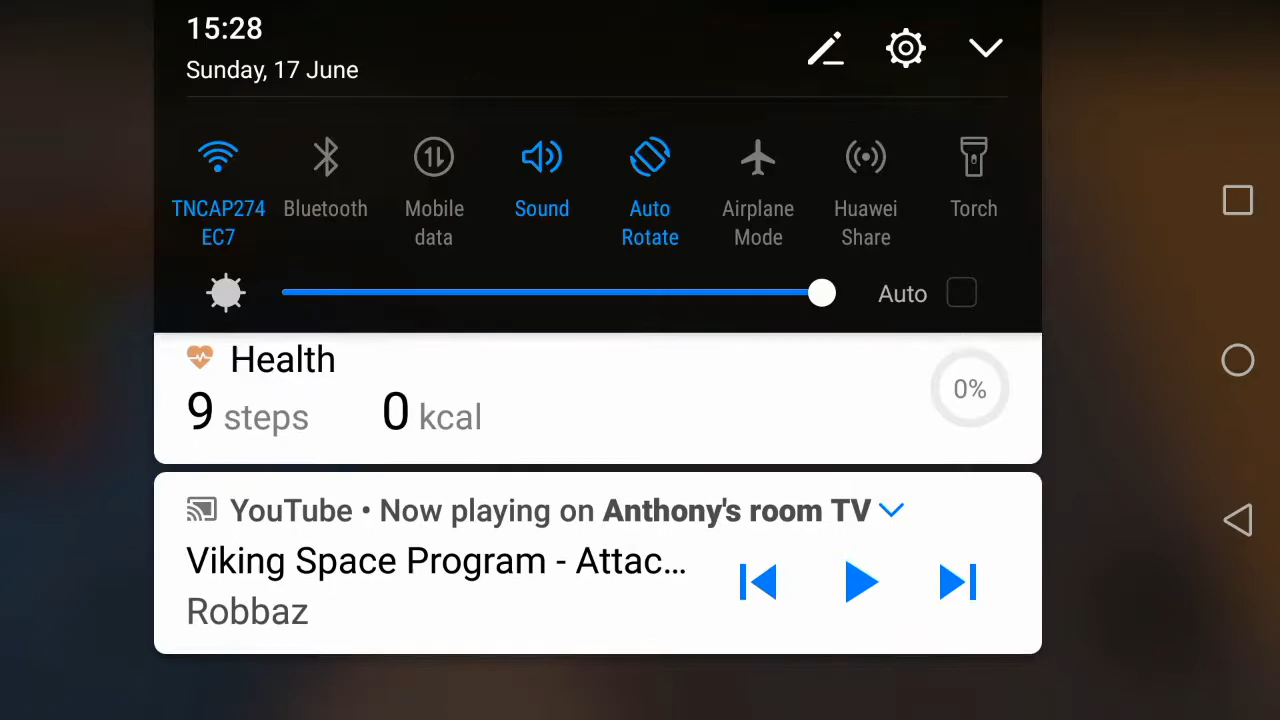 15:28
Sunday, 17 June
TNCAP274 Bluetooth Mobile Sound Auto Airplane Huawei Torch
EC7 data Rotate Mode Share
Auto
Health
9 steps 0 kcal 0%
YouTube • Now playing on Anthony's room TV
Viking Space Program - Attac...
Robbaz